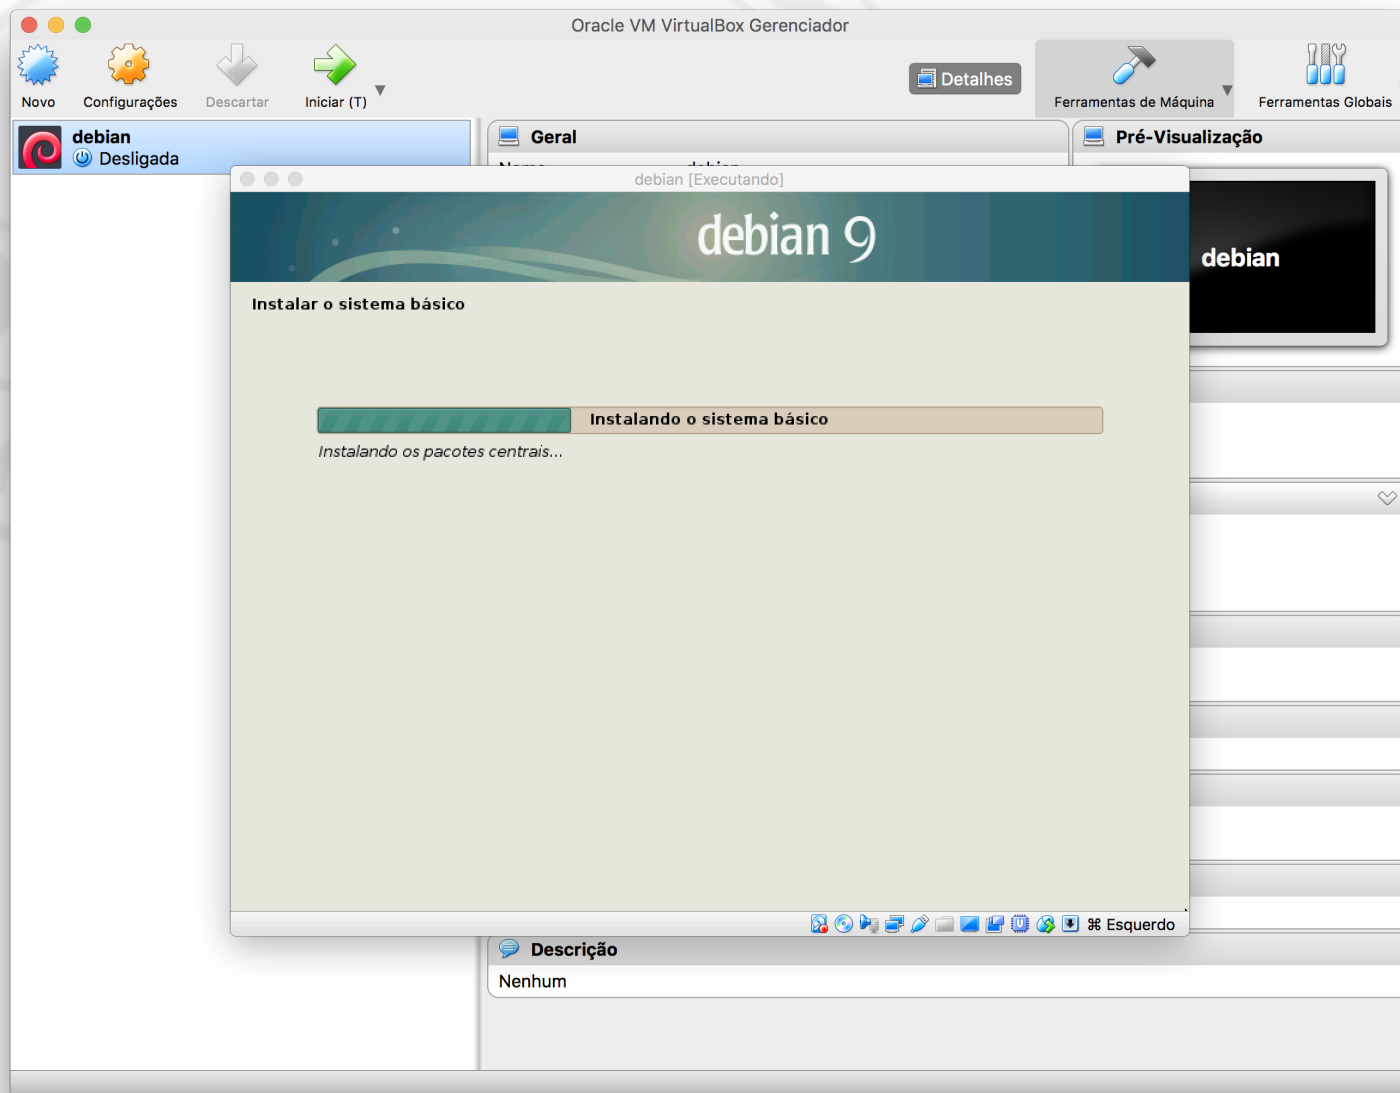 Oracle VM VirtualBox Gerenciador
Novo
Configurações
Descartar
Iniciar (T)
Detalhes
Ferramentas de Máquina
Ferramentas Globais
debian
Desligada
Geral
Pré-Visualização
debian
debian [Executando]
debian 9
debian
Instalar o sistema básico
Instalando o sistema básico
Instalando os pacotes centrais...
⌘ Esquerdo
Descrição
Nenhum